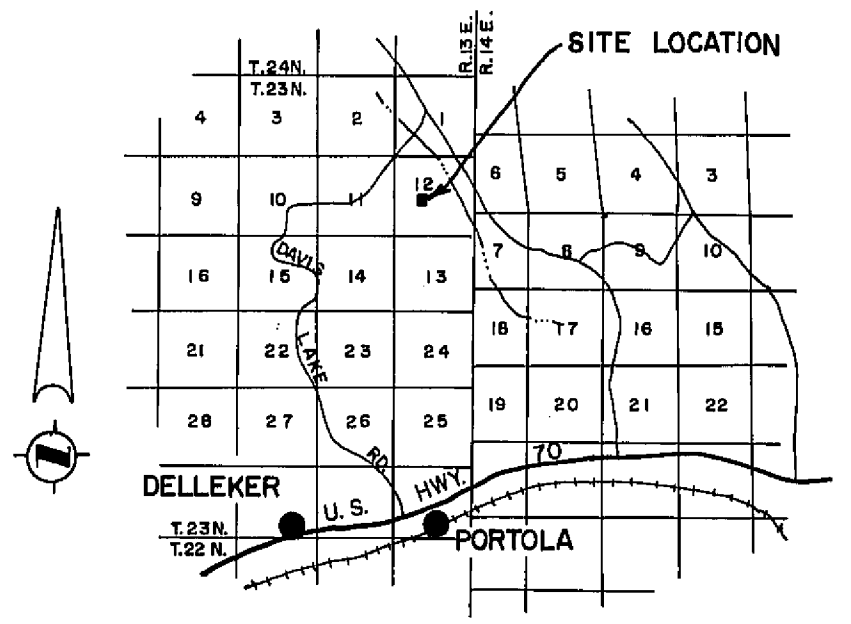 SITE LOCATION
R.13 E.
R.14 E.
T.24N.
T.23N.
4 3 2 1
6 5 4 3
9 10 11 12
7 8 9 10
DAVIS
16 15 14 13
18 17 16 15
LAKE
21 22 23 24
19 20 21 22
28 27 26 25
RD.
70
HWY.
U.S.
DELLEKER
T.23N.
T.22N.
PORTOLA
N